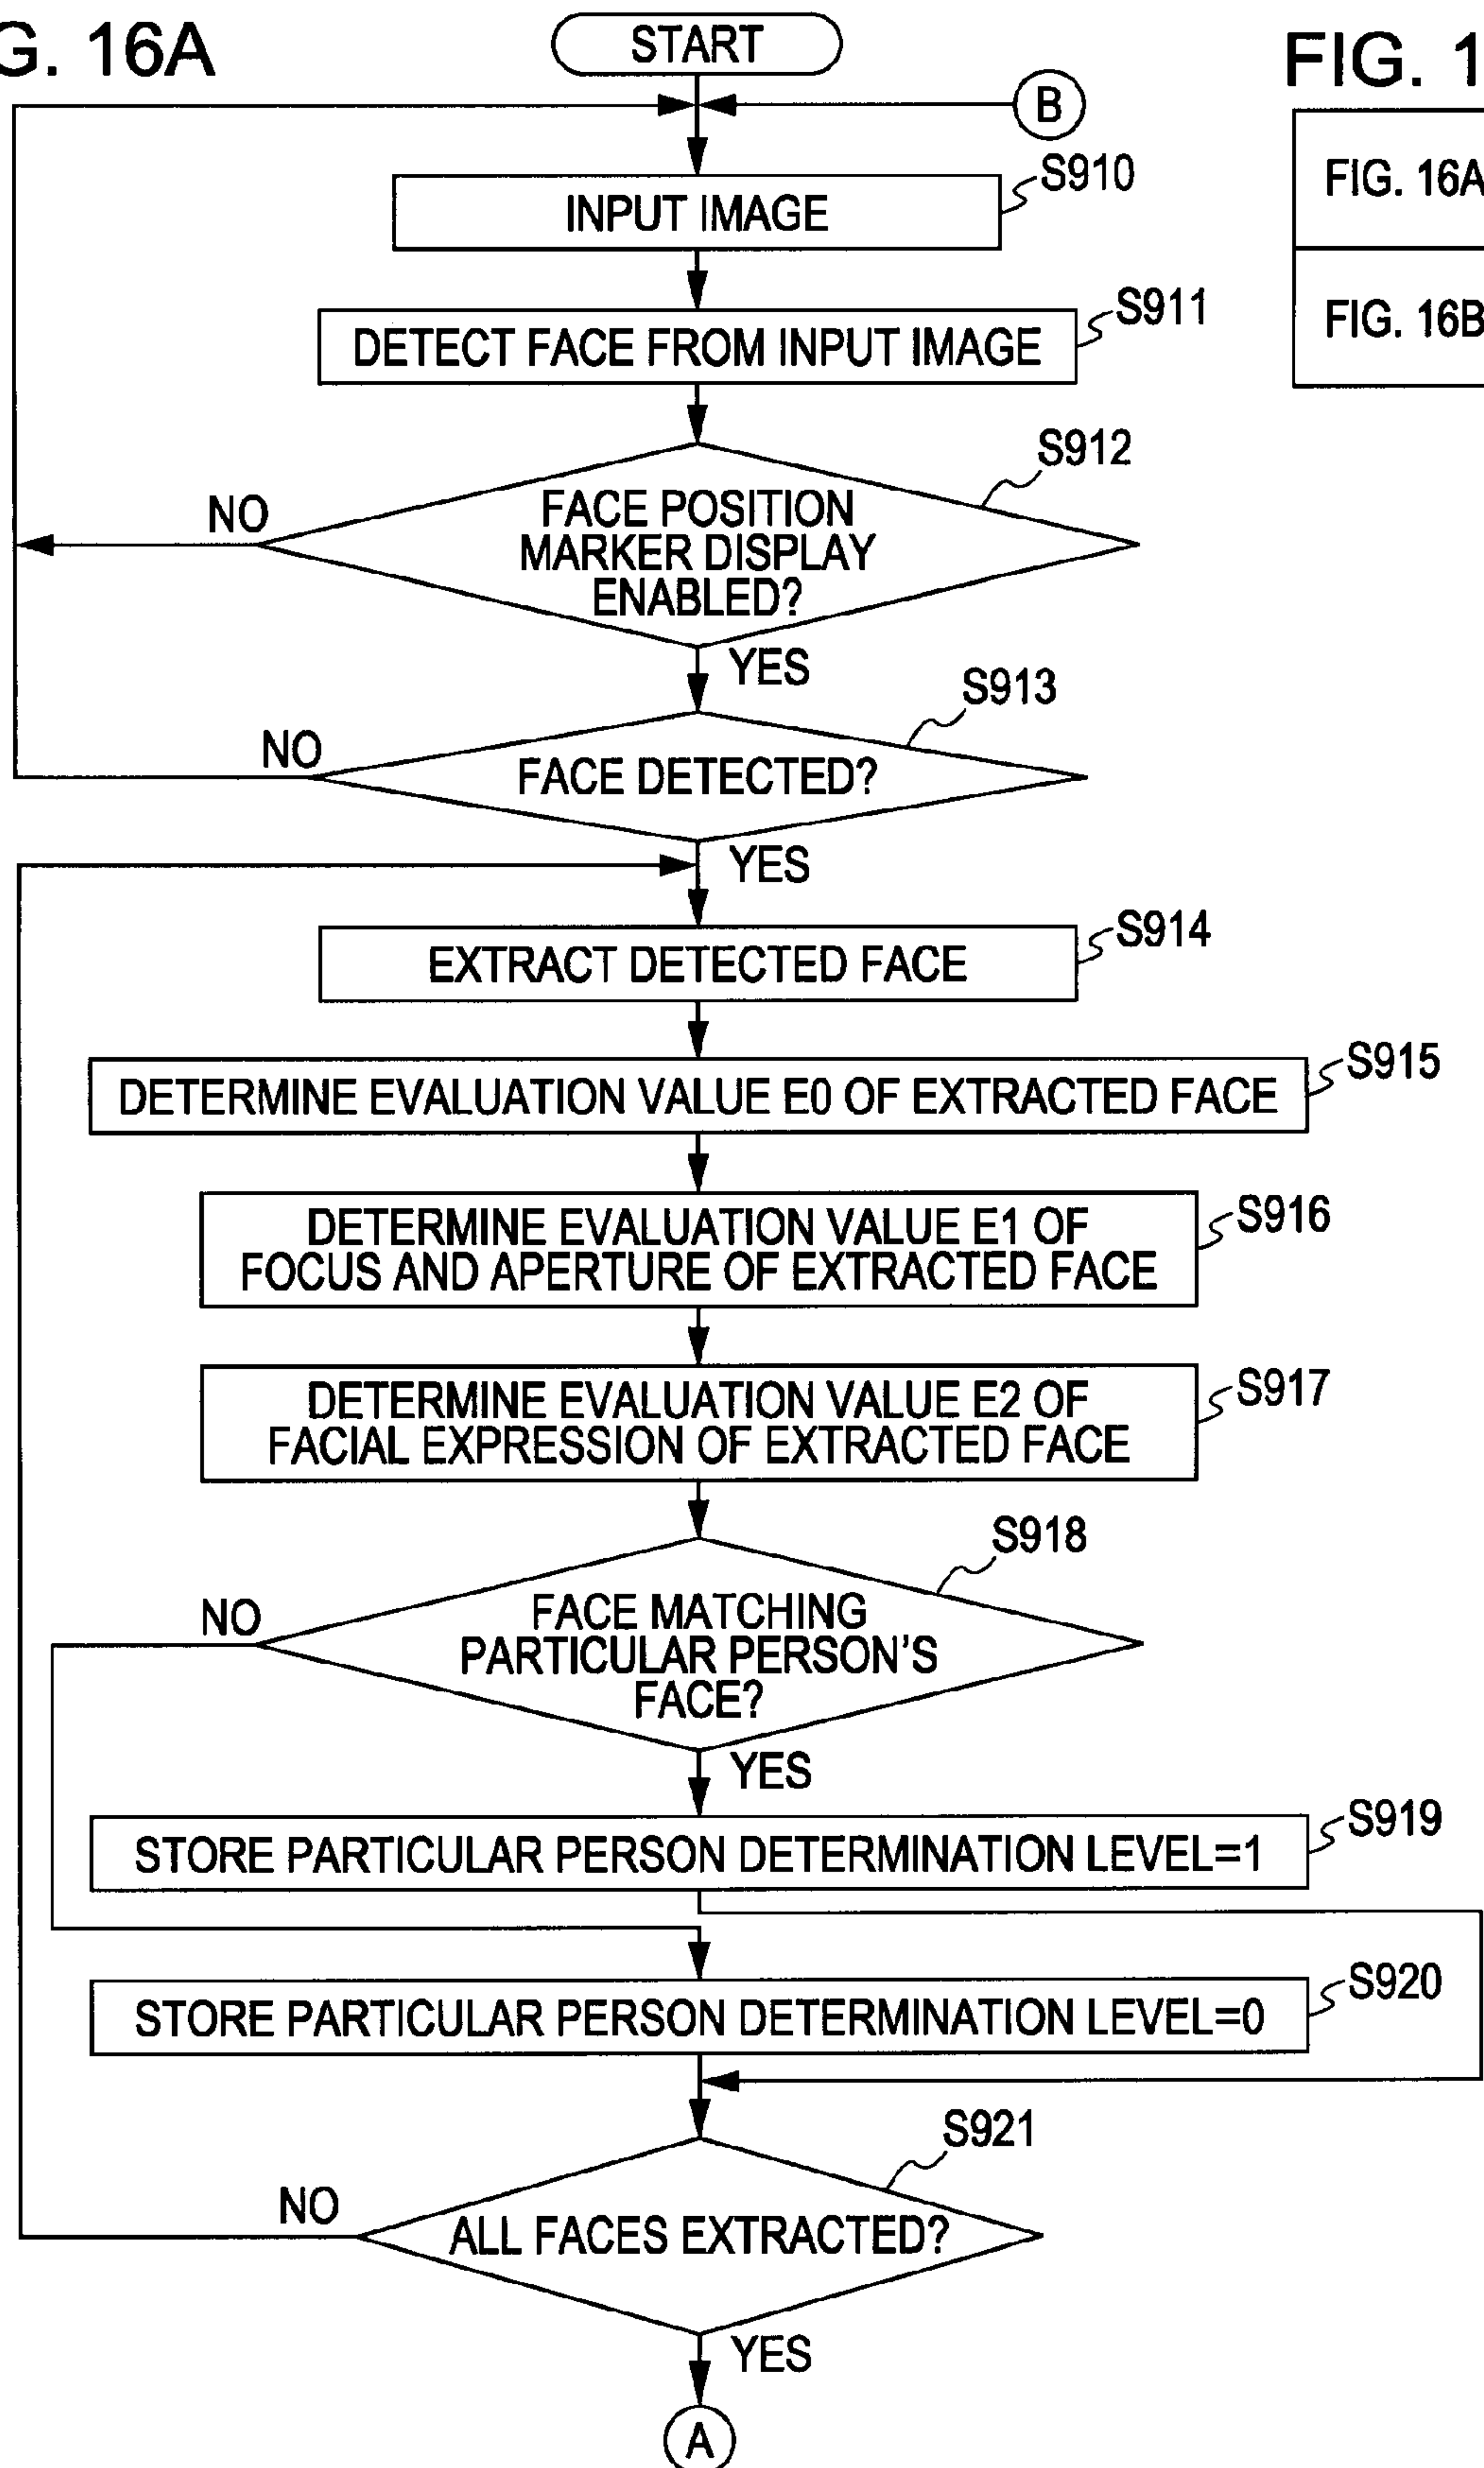 G. 16A
FIG. 1
START
B
FIG. 16A
FIG. 16B
S910
INPUT IMAGE
S911
DETECT FACE FROM INPUT IMAGE
S912
FACE POSITION
MARKER DISPLAY
ENABLED?
NO
YES
S913
FACE DETECTED?
NO
YES
S914
EXTRACT DETECTED FACE
S915
DETERMINE EVALUATION VALUE E0 OF EXTRACTED FACE
S916
DETERMINE EVALUATION VALUE E1 OF
FOCUS AND APERTURE OF EXTRACTED FACE
S917
DETERMINE EVALUATION VALUE E2 OF
FACIAL EXPRESSION OF EXTRACTED FACE
S918
FACE MATCHING
PARTICULAR PERSON'S
FACE?
NO
YES
S919
STORE PARTICULAR PERSON DETERMINATION LEVEL=1
S920
STORE PARTICULAR PERSON DETERMINATION LEVEL=0
S921
ALL FACES EXTRACTED?
NO
YES
A